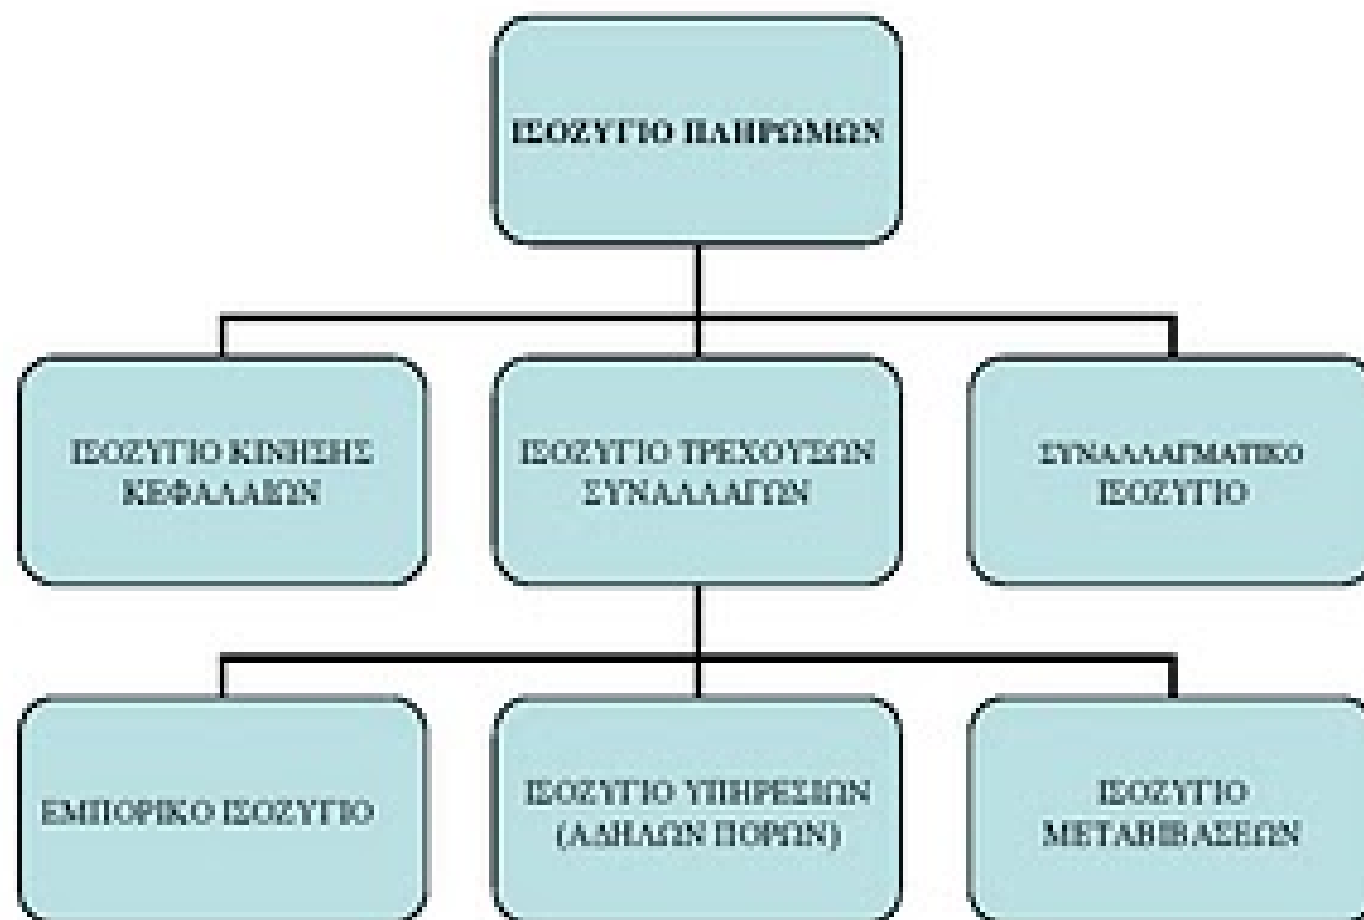 ΙΣΟΖΥΓΙΟ ΠΛΗΡΩΜΩΝ
ΙΣΟΖΥΓΙΟ ΚΙΝΗΣΗΣ
ΚΕΦΑΛΑΙΩΝ
ΙΣΟΖΥΓΙΟ ΤΡΕΧΟΥΣΩΝ
ΣΥΝΑΛΛΑΓΩΝ
ΣΥΝΑΛΛΑΓΜΑΤΙΚΟ
ΙΣΟΖΥΓΙΟ
ΕΜΠΟΡΙΚΟ ΙΣΟΖΥΓΙΟ
ΙΣΟΖΥΓΙΟ ΥΠΗΡΕΣΙΩΝ
(ΑΔΗΛΩΝ ΠΟΡΩΝ)
ΙΣΟΖΥΓΙΟ
ΜΕΤΑΒΙΒΑΣΕΩΝ